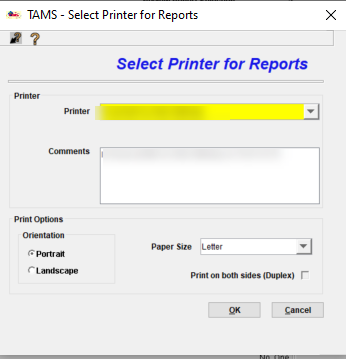 TAMS - Select Printer for Reports
Select Printer for Reports
Printer
Printer
Comments
Print Options
Orientation
Portrait
Landscape
Paper Size
Letter
Print on both sides (Duplex)
OK
Cancel